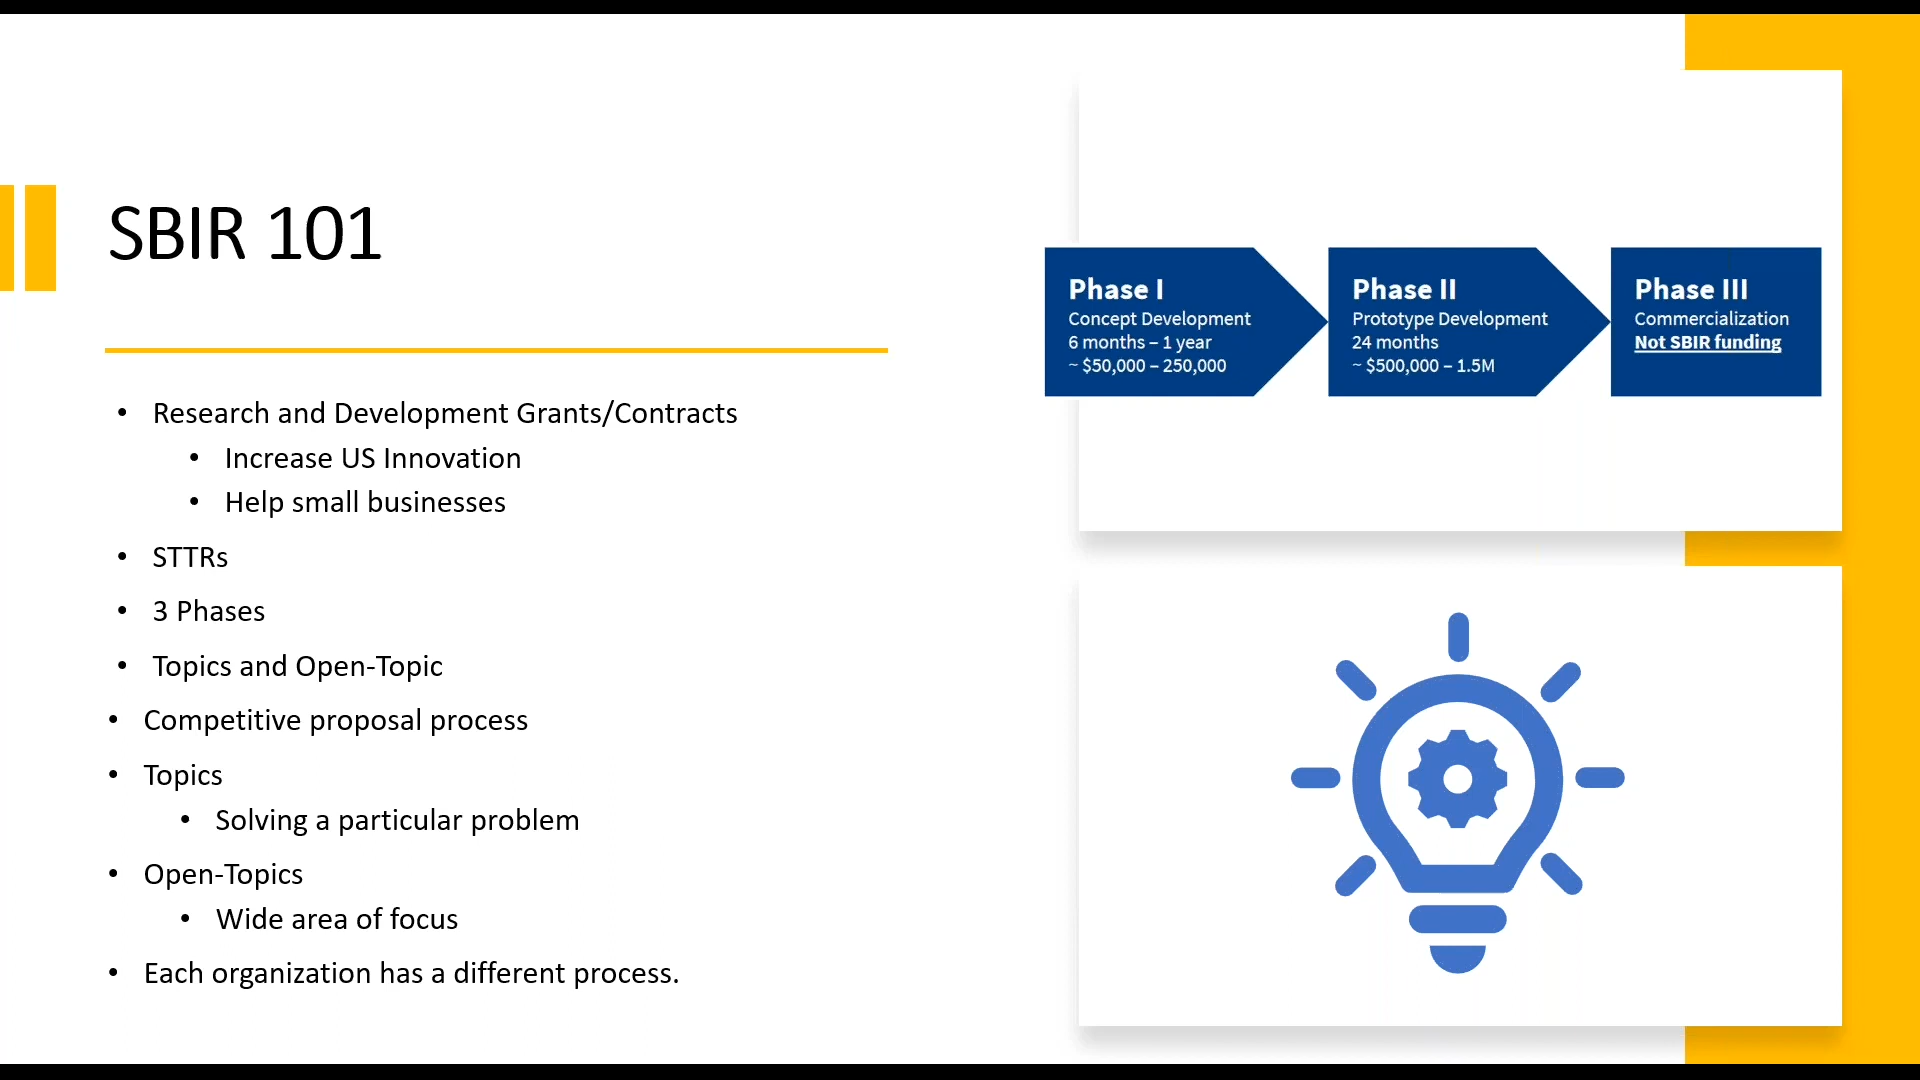 SBIR 101
• Research and Development Grants/Contracts
• Increase US Innovation
• Help small businesses
• STTRs
• 3 Phases
• Topics and Open-Topic
• Competitive proposal process
• Topics
• Solving a particular problem
• Open-Topics
• Wide area of focus
• Each organization has a different process.
Phase I
Concept Development
6 months – 1 year
~ $50,000 – 250,000
Phase II
Prototype Development
24 months
~ $500,000 – 1.5M
Phase III
Commercialization
Not SBIR funding